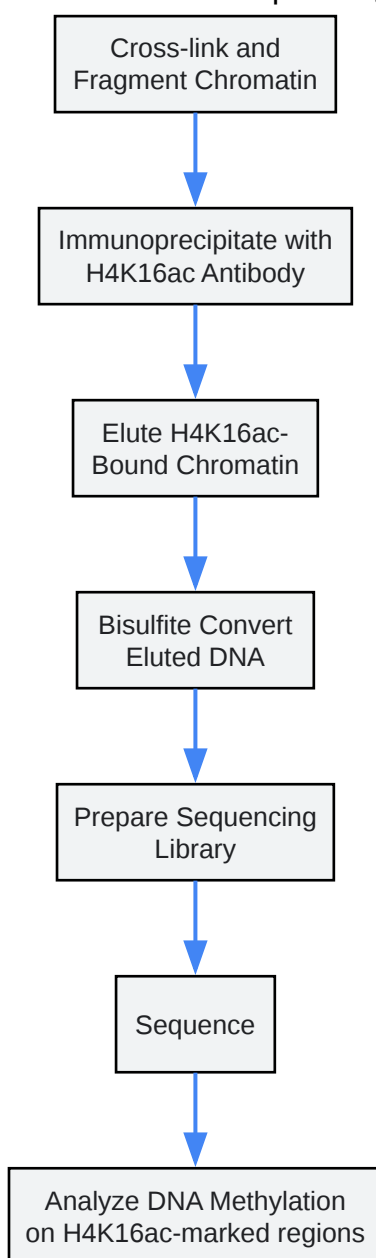 Cross-link and
Fragment Chromatin
Immunoprecipitate with
H4K16ac Antibody
Elute H4K16ac-
Bound Chromatin
Bisulfite Convert
Eluted DNA
Prepare Sequencing
Library
Sequence
Analyze DNA Methylation
on H4K16ac-marked regions